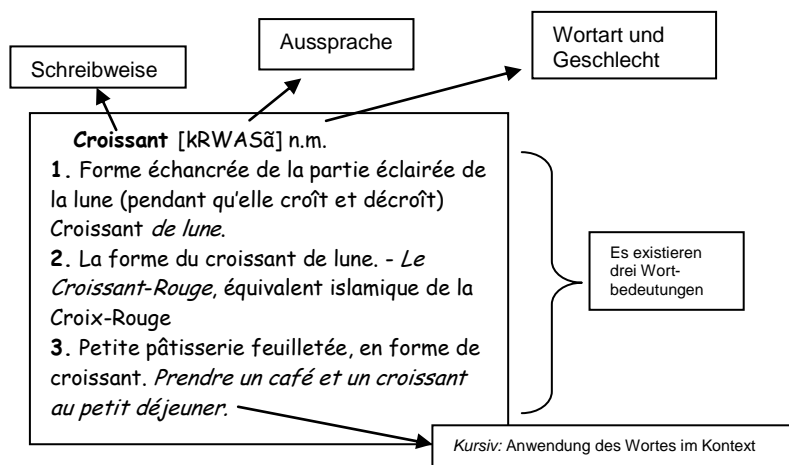 Schreibweise
Aussprache
Wortart und
Geschlecht
Croissant [kRWASã] n.m.
1. Forme échancrée de la partie éclairée de
la lune (pendant qu'elle croît et décroît)
Croissant de lune.
2. La forme du croissant de lune. - Le
Croissant-Rouge, équivalent islamique de la
Croix-Rouge
3. Petite pâtisserie feuilletée, en forme de
croissant. Prendre un café et un croissant
au petit déjeuner.
Es existieren
drei Wort-
bedeutungen
Kursiv: Anwendung des Wortes im Kontext